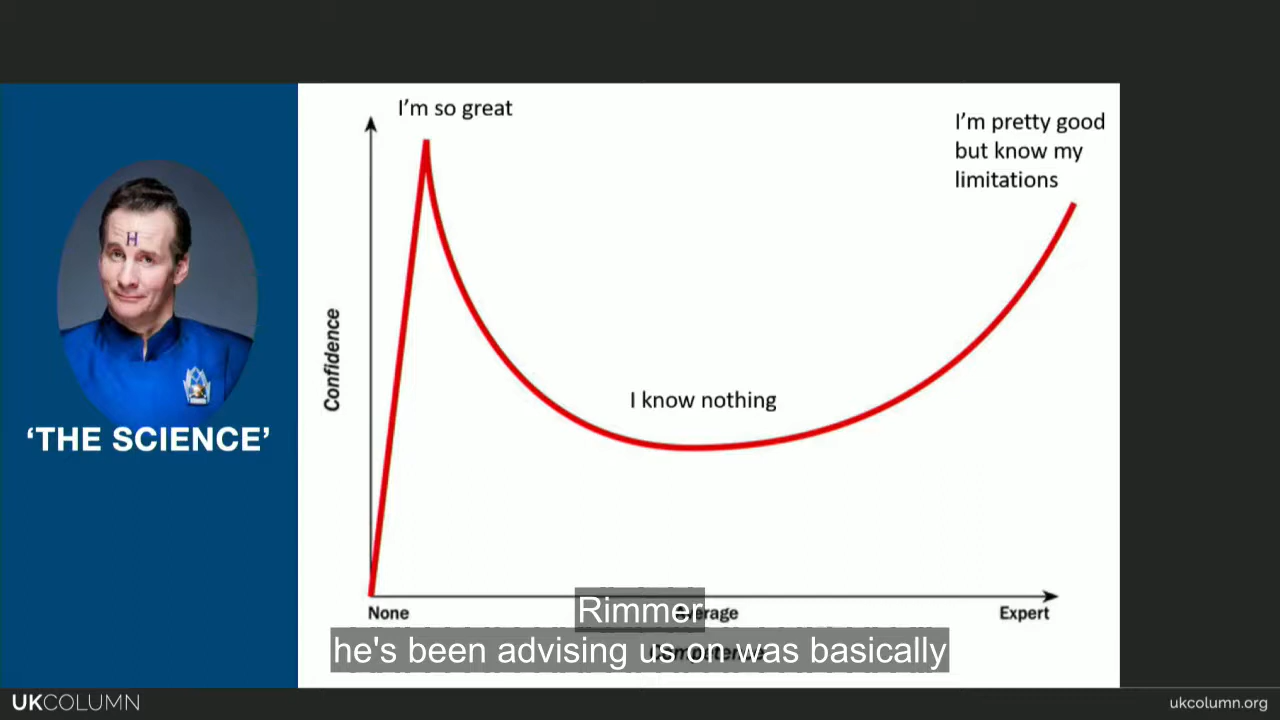 I'm so great
I'm pretty good
but know my
limitations
H
Confidence
I know nothing
'THE SCIENCE'
None
Expert
Rimmer
he's been advising us on was basically
UKCOLUMN
ukcolumn.org